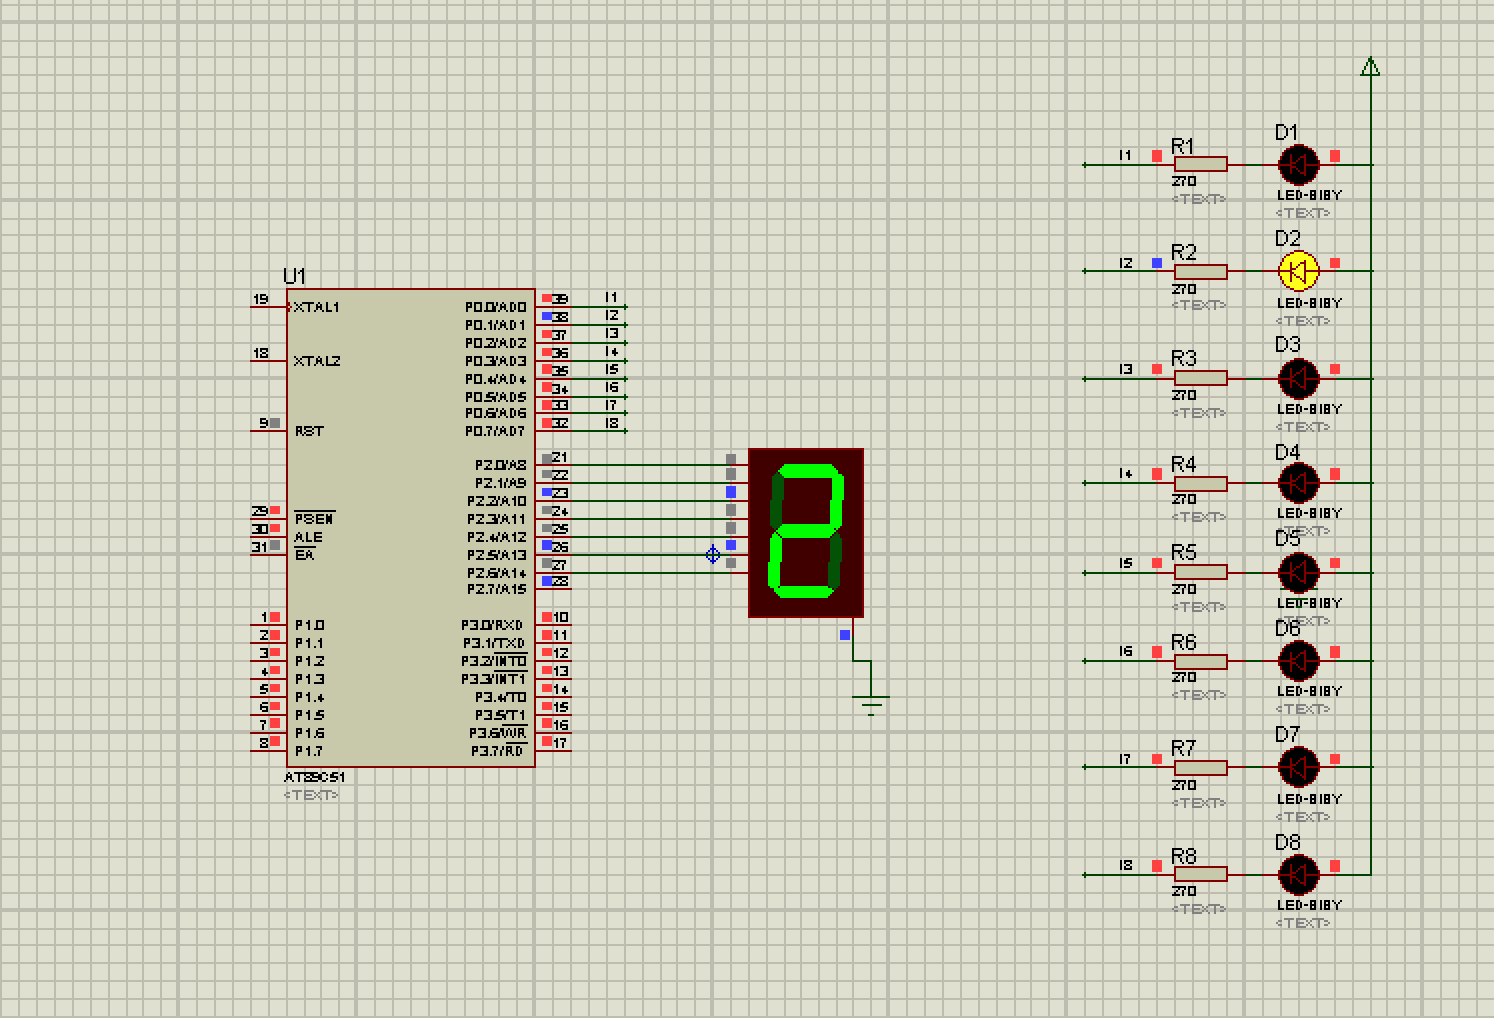 U1
19 XTAL1
18 XTAL2
9 RST
29 PSEN
30 ALE
31 EA
1 P1.0
2 P1.1
3 P1.2
4 P1.3
5 P1.4
6 P1.5
7 P1.6
8 P1.7
P0.0/AD0 39 I1
P0.1/AD1 38 I2
P0.2/AD2 37 I3
P0.3/AD3 36 I4
P0.4/AD4 35 I5
P0.5/AD5 34 I6
P0.6/AD6 33 I7
P0.7/AD7 32 I8
P2.0/A8 21
P2.1/A9 22
P2.2/A10 23
P2.3/A11 24
P2.4/A12 25
P2.5/A13 26
P2.6/A14 27
P2.7/A15 28
P3.0/RXD 10
P3.1/TXD 11
P3.2/INT0 12
P3.3/INT1 13
P3.4/T0 14
P3.5/T1 15
P3.6/WR 16
P3.7/RD 17
AT89C51
<TEXT>
2
I1 R1 D1
270 LED-BIBY
<TEXT> <TEXT>
I2 R2 D2
270 LED-BIBY
<TEXT> <TEXT>
I3 R3 D3
270 LED-BIBY
<TEXT> <TEXT>
I4 R4 D4
270 LED-BIBY
<TEXT> <TEXT>
I5 R5 D5
270 LED-BIBY
<TEXT> <TEXT>
I6 R6 D6
270 LED-BIBY
<TEXT> <TEXT>
I7 R7 D7
270 LED-BIBY
<TEXT> <TEXT>
I8 R8 D8
270 LED-BIBY
<TEXT> <TEXT>